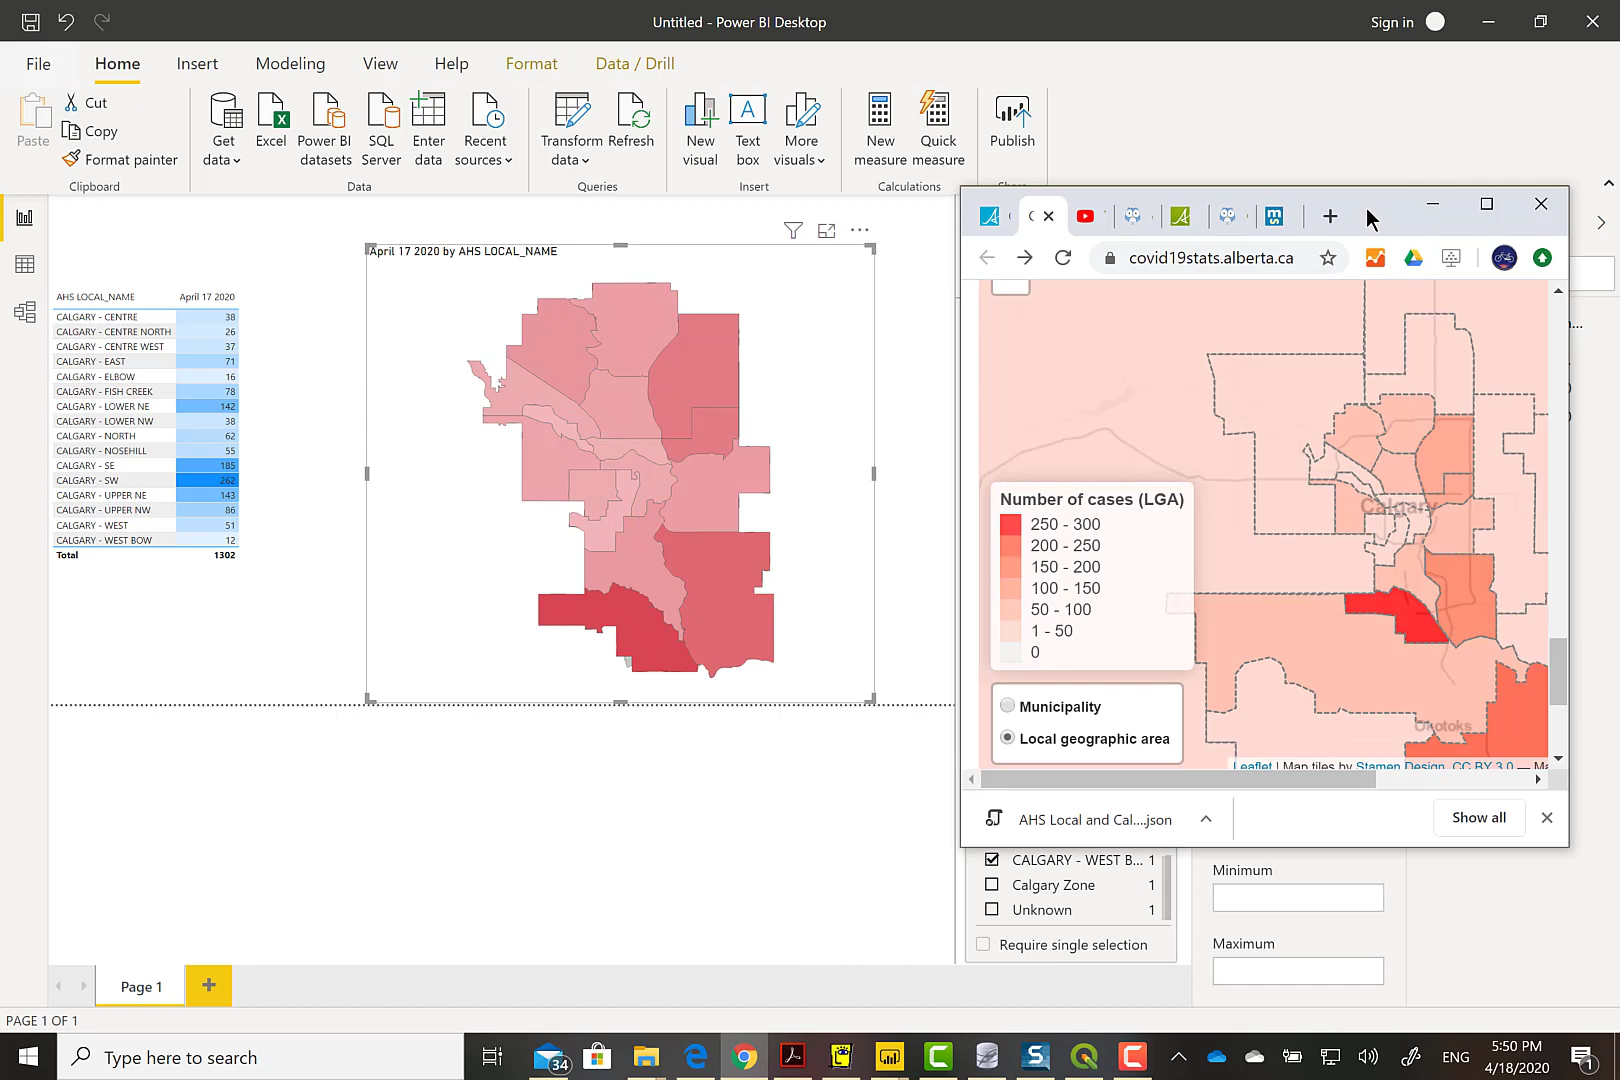 Untitled - Power BI Desktop
Sign in
File
Home
Insert
Modeling
View
Help
Format
Data / Drill
Paste
Cut
Copy
Format painter
Clipboard
Get data
Excel
Power BI datasets
SQL Server
Enter data
Recent sources
Data
Transform data
Refresh
Queries
New visual
Text box
More visuals
Insert
New measure
Quick measure
Calculations
Publish
April 17 2020 by AHS LOCAL_NAME
AHS LOCAL_NAME April 17 2020
CALGARY - CENTRE 38
CALGARY - CENTRE NORTH 26
CALGARY - CENTRE WEST 37
CALGARY - EAST 71
CALGARY - ELBOW 16
CALGARY - FISH CREEK 78
CALGARY - LOWER NE 142
CALGARY - LOWER NW 38
CALGARY - NORTH 62
CALGARY - NOSEHILL 55
CALGARY - SE 185
CALGARY - SW 262
CALGARY - UPPER NE 143
CALGARY - UPPER NW 86
CALGARY - WEST 51
CALGARY - WEST BOW 12
Total 1302
covid19stats.alberta.ca
Calgary
Number of cases (LGA)
250 - 300
200 - 250
150 - 200
100 - 150
50 - 100
1 - 50
0
Municipality
Local geographic area
Okotoks
Leaflet | Map tiles by Stamen Design, CC BY 3.0 — Ma
AHS Local and Cal....json
Show all
CALGARY - WEST B... 1
Calgary Zone 1
Unknown 1
Require single selection
Minimum
Maximum
Page 1
PAGE 1 OF 1
Type here to search
34
ENG
5:50 PM
4/18/2020
1